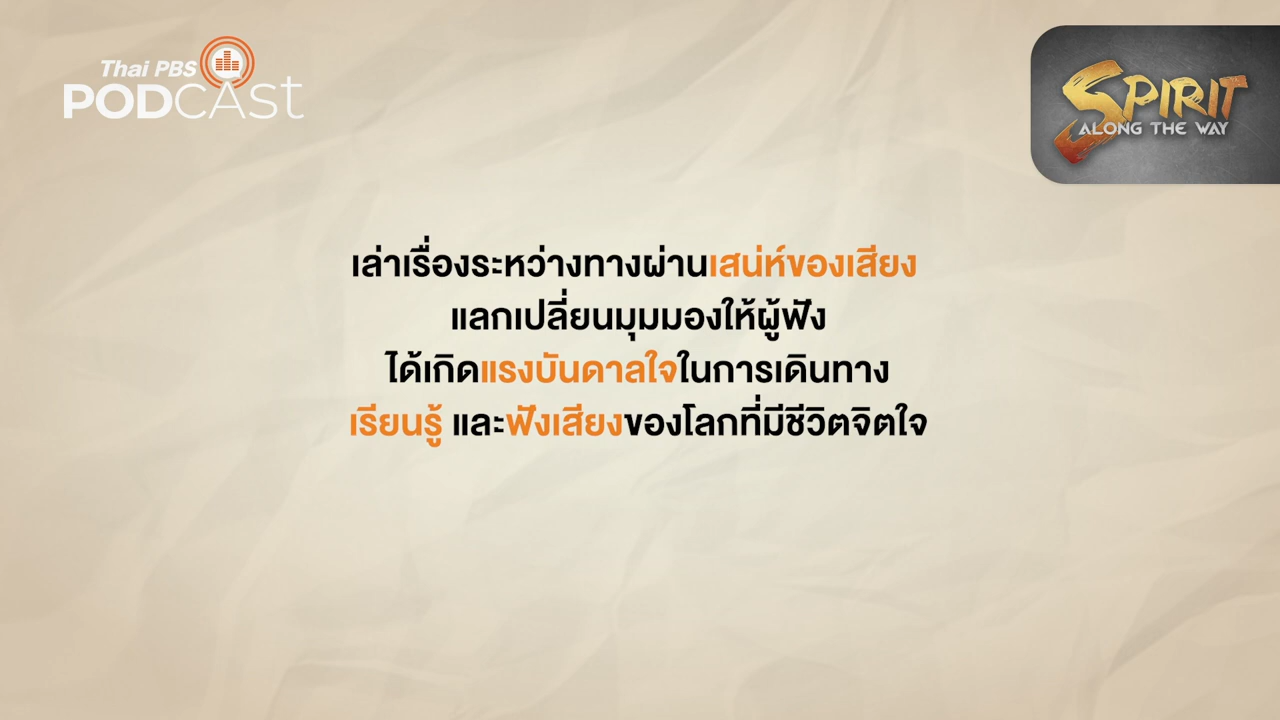 Thai PBS
PODCAST
SPIRIT
ALONG THE WAY
เล่าเรื่องระหว่างทางผ่านเสน่ห์ของเสียง
แลกเปลี่ยนมุมมองให้ผู้ฟัง
ได้เกิดแรงบันดาลใจในการเดินทาง
เรียนรู้ และฟังเสียงของโลกที่มีชีวิตจิตใจ